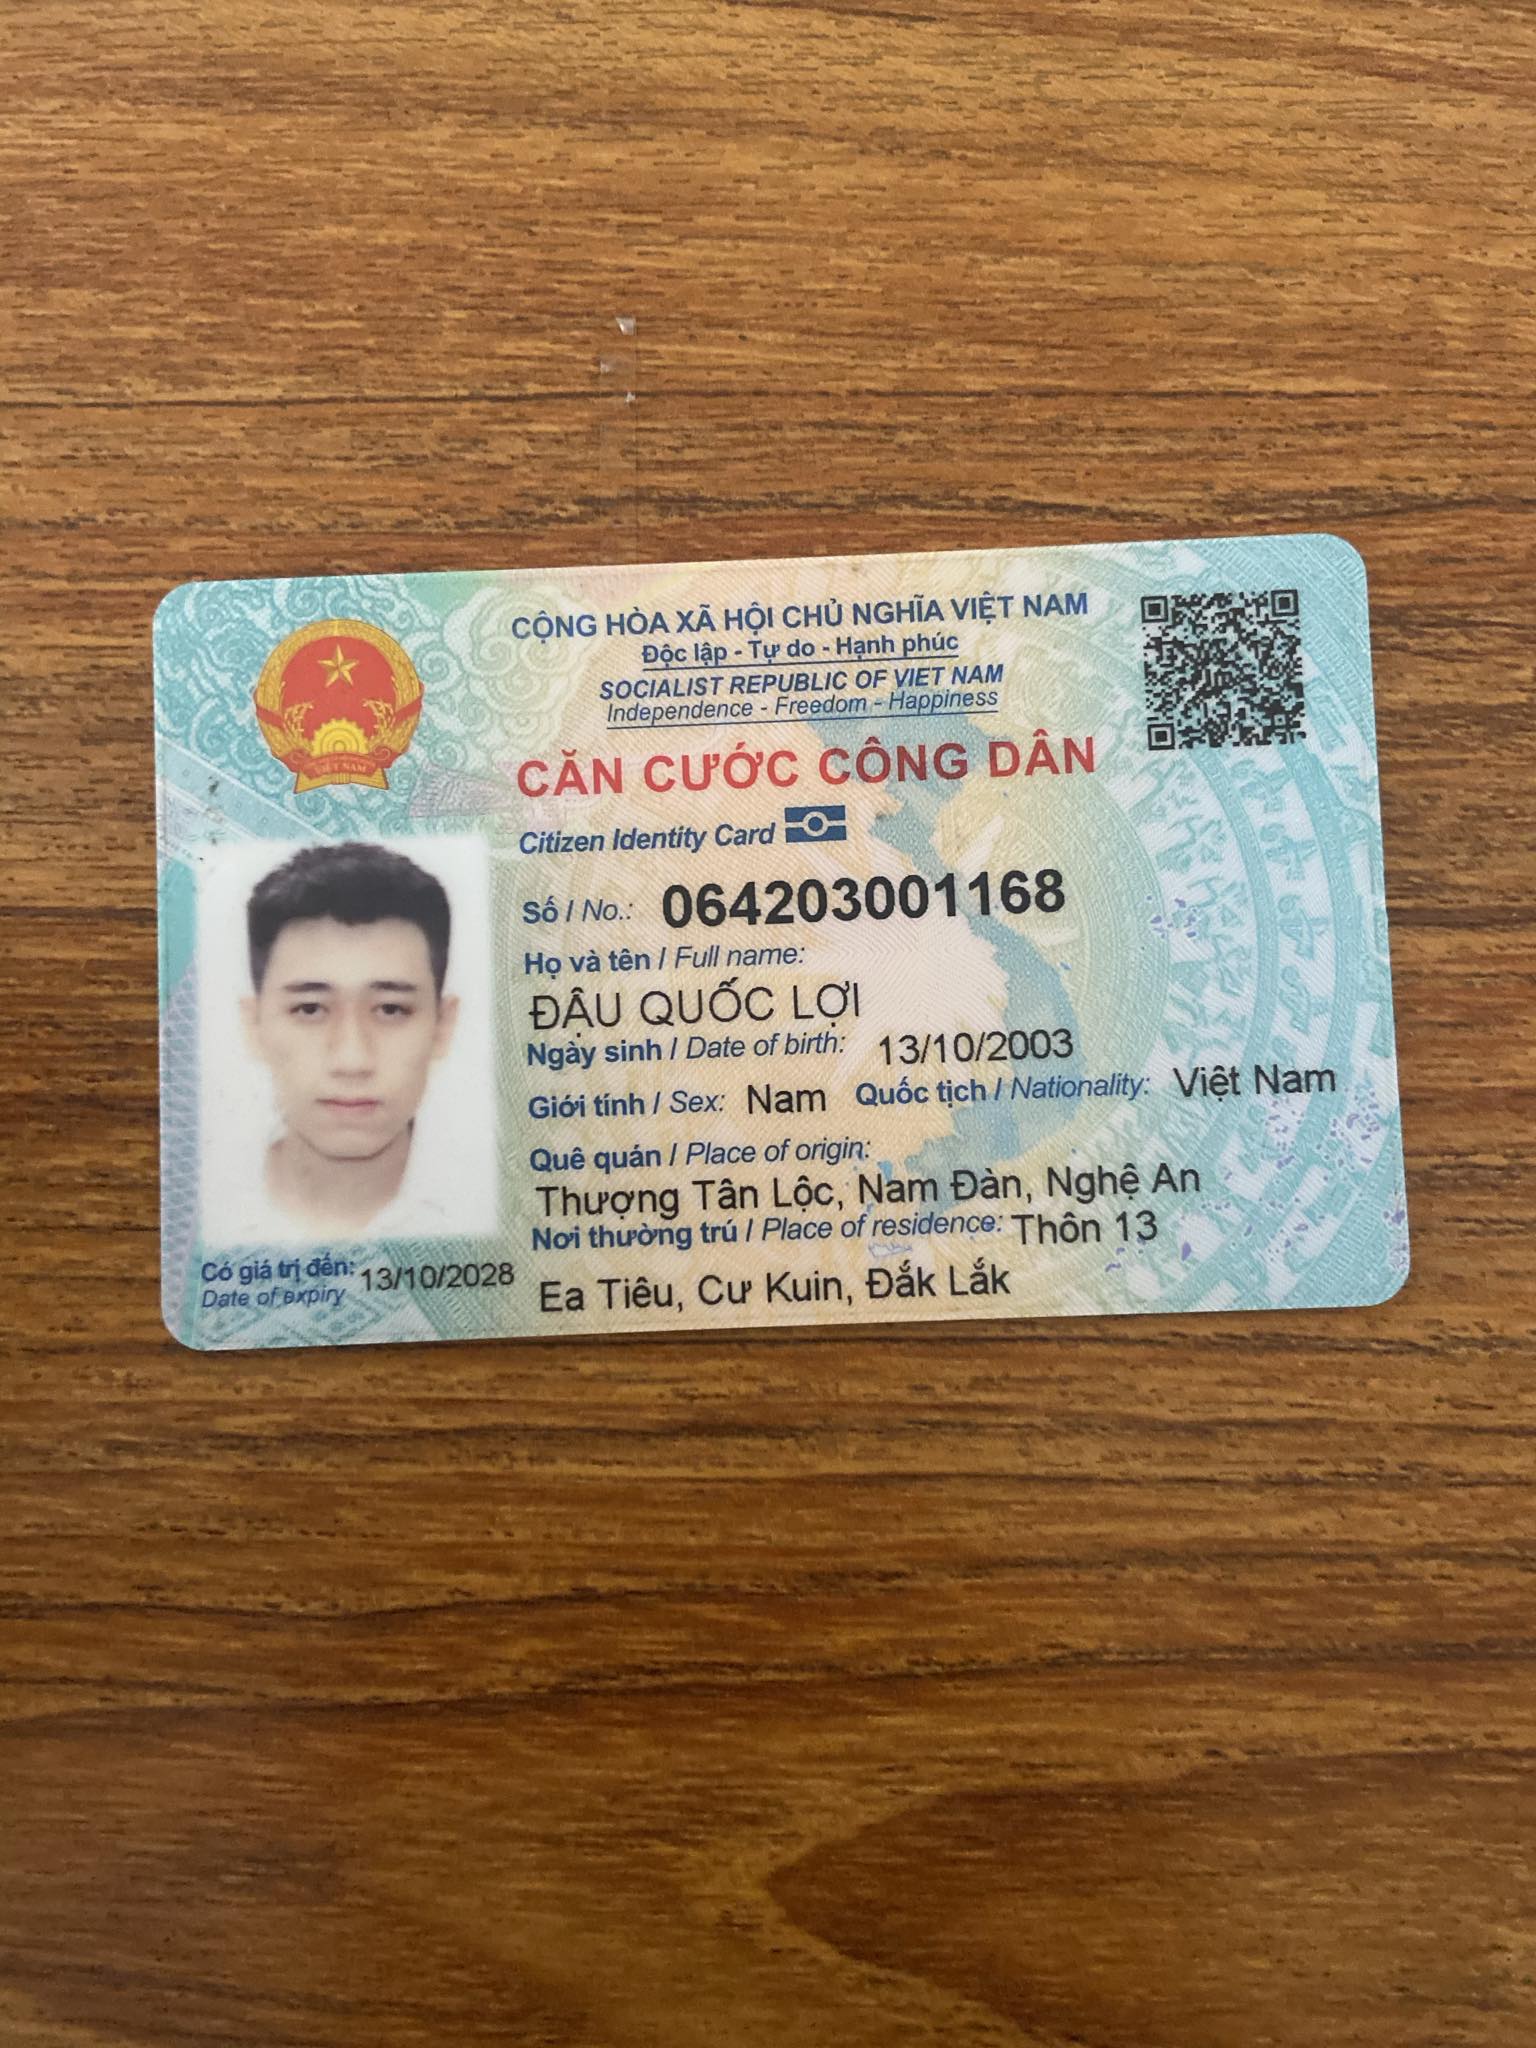 CỘNG HÒA XÃ HỘI CHỦ NGHĨA VIỆT NAM
Độc lập - Tự do - Hạnh phúc
SOCIALIST REPUBLIC OF VIET NAM
Independence - Freedom - Happiness
CĂN CƯỚC CÔNG DÂN
Citizen Identity Card
Số / No.: 064203001168
Họ và tên / Full name:
ĐẬU QUỐC LỢI
Ngày sinh / Date of birth: 13/10/2003
Giới tính / Sex: Nam Quốc tịch / Nationality: Việt Nam
Quê quán / Place of origin:
Thượng Tân Lộc, Nam Đàn, Nghệ An
Nơi thường trú / Place of residence: Thôn 13
Ea Tiêu, Cư Kuin, Đắk Lắk
Có giá trị đến: 13/10/2028
Date of expiry
VIỆT NAM